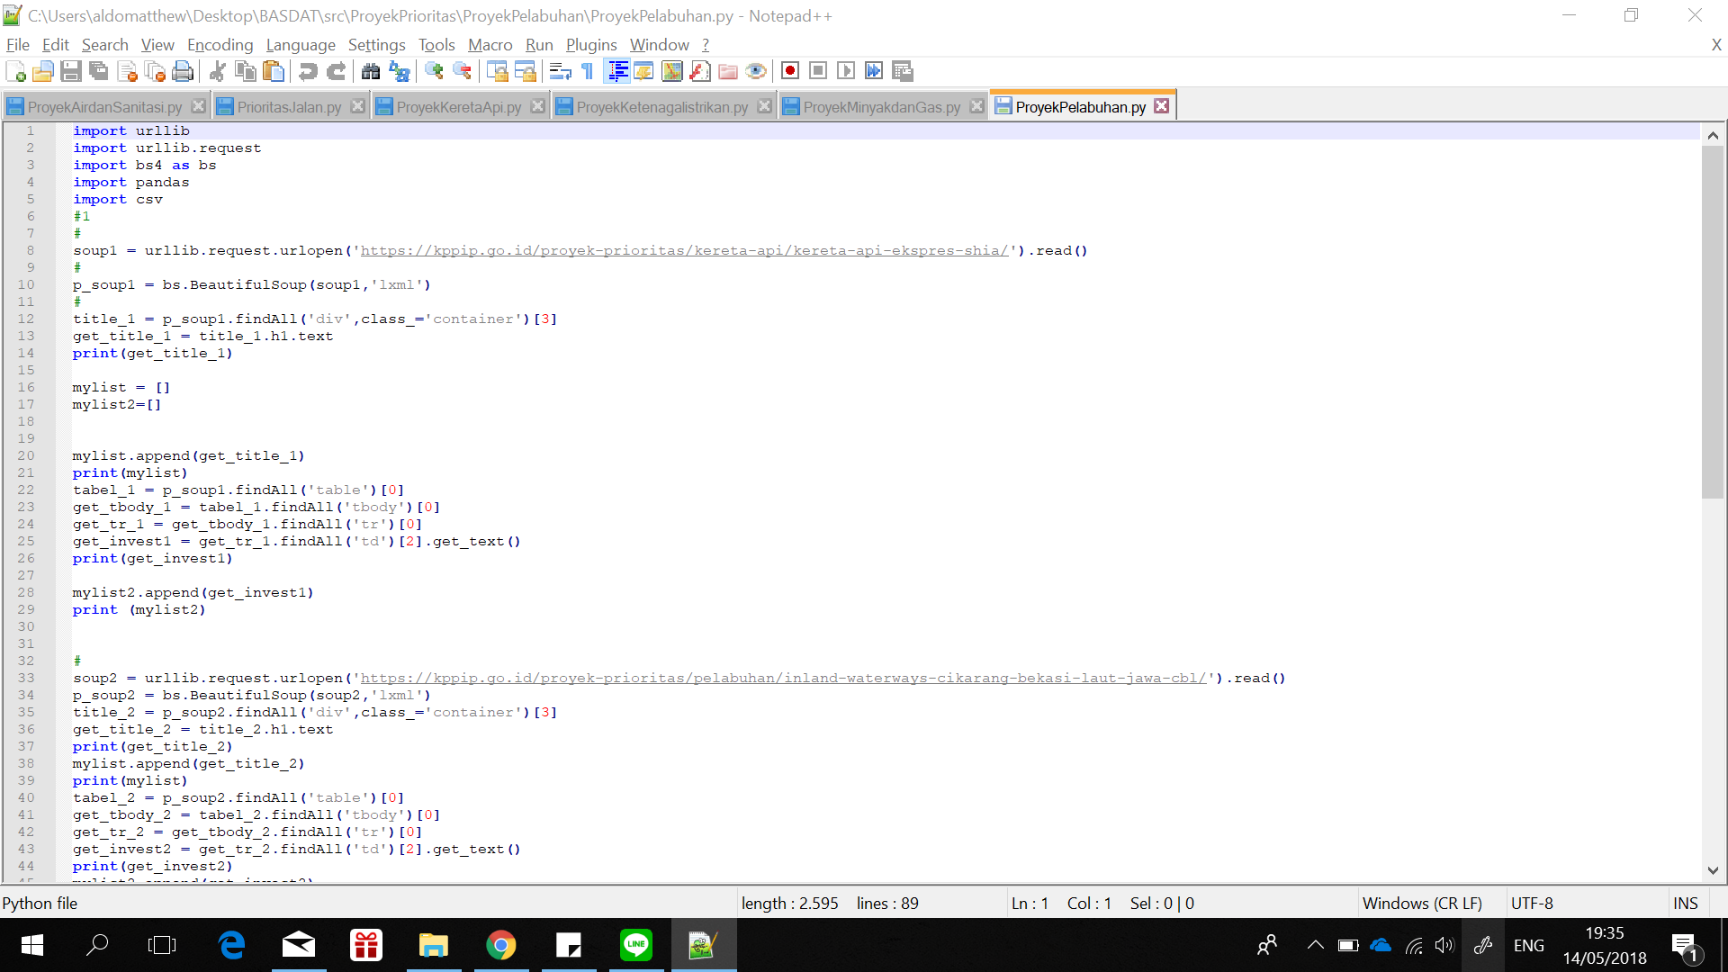 C:\Users\aldomatthew\Desktop\BASDAT\src\ProyekPrioritas\ProyekPelabuhan\ProyekPelabuhan.py - Notepad++
File Edit Search View Encoding Language Settings Tools Macro Run Plugins Window ? X
ProyekAirdanSanitasi.py PrioritasJalan.py ProyekKeretaApi.py ProyekKetenagalistrikan.py ProyekMinyakdanGas.py ProyekPelabuhan.py
1 import urllib
2 import urllib.request
3 import bs4 as bs
4 import pandas
5 import csv
6 #1
7 #
8 soup1 = urllib.request.urlopen('https://kppip.go.id/proyek-prioritas/kereta-api/kereta-api-ekspres-shia/').read()
9 #
10 p_soup1 = bs.BeautifulSoup(soup1,'lxml')
11 #
12 title_1 = p_soup1.findAll('div',class_='container')[3]
13 get_title_1 = title_1.h1.text
14 print(get_title_1)
15
16 mylist = []
17 mylist2=[]
18
19
20 mylist.append(get_title_1)
21 print(mylist)
22 tabel_1 = p_soup1.findAll('table')[0]
23 get_tbody_1 = tabel_1.findAll('tbody')[0]
24 get_tr_1 = get_tbody_1.findAll('tr')[0]
25 get_invest1 = get_tr_1.findAll('td')[2].get_text()
26 print(get_invest1)
27
28 mylist2.append(get_invest1)
29 print (mylist2)
30
31
32 #
33 soup2 = urllib.request.urlopen('https://kppip.go.id/proyek-prioritas/pelabuhan/inland-waterways-cikarang-bekasi-laut-jawa-cbl/').read()
34 p_soup2 = bs.BeautifulSoup(soup2,'lxml')
35 title_2 = p_soup2.findAll('div',class_='container')[3]
36 get_title_2 = title_2.h1.text
37 print(get_title_2)
38 mylist.append(get_title_2)
39 print(mylist)
40 tabel_2 = p_soup2.findAll('table')[0]
41 get_tbody_2 = tabel_2.findAll('tbody')[0]
42 get_tr_2 = get_tbody_2.findAll('tr')[0]
43 get_invest2 = get_tr_2.findAll('td')[2].get_text()
44 print(get_invest2)
Python file length : 2.595 lines : 89 Ln : 1 Col : 1 Sel : 0 | 0 Windows (CR LF) UTF-8 INS
LINE ENG 19:35 1
14/05/2018